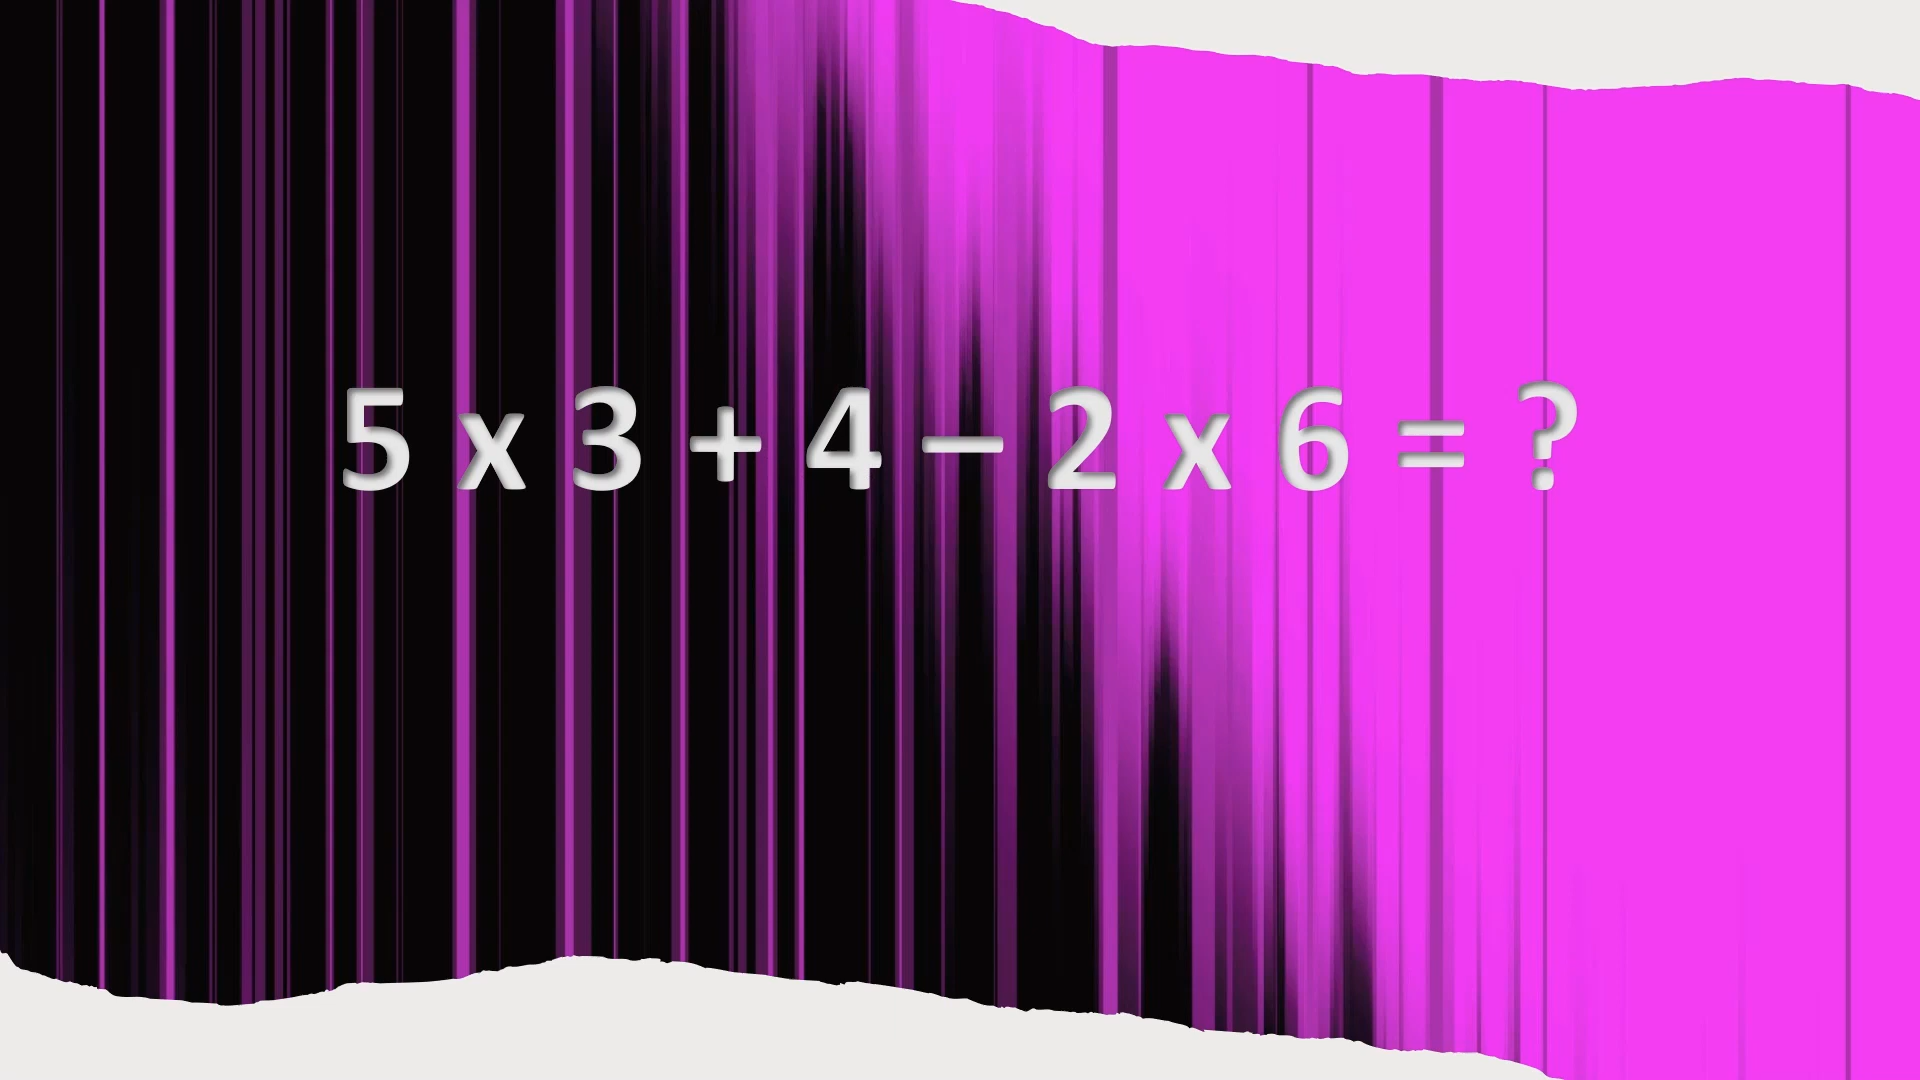 5 x 3 + 4 – 2 x 6 = ?